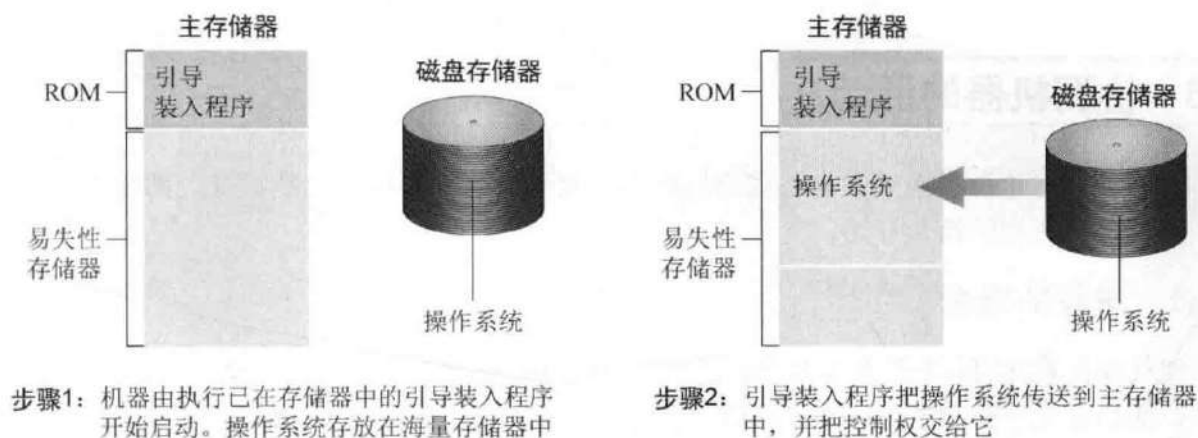 主存储器
ROM
引导
装入程序
磁盘存储器
易失性
存储器
操作系统
步骤1：机器由执行已在存储器中的引导装入程序
开始启动。操作系统存放在海量存储器中
主存储器
ROM
引导
装入程序
磁盘存储器
操作系统
易失性
存储器
操作系统
步骤2：引导装入程序把操作系统传送到主存储器
中，并把控制权交给它